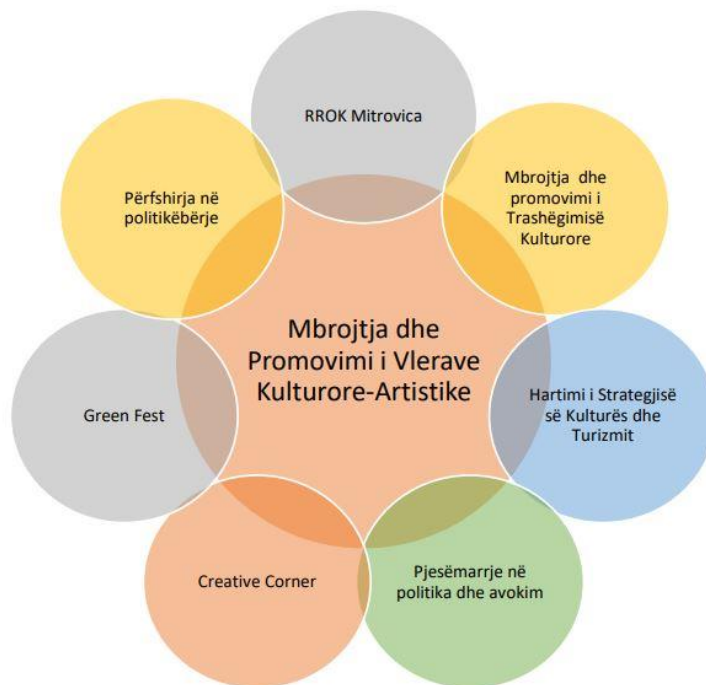 RROK Mitrovica
Mbrojtja dhe
promovimi i
Trashëgimisë
Kulturore
Hartimi i Strategjisë
së Kulturës dhe
Turizmit
Pjesëmarrje në
politika dhe avokim
Creative Corner
Green Fest
Përfshirja në
politikëbërje
Mbrojtja dhe
Promovimi i Vlerave
Kulturore-Artistike